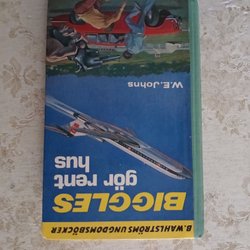 B. WAHLSTRÖMS UNGDOMSBÖCKER
BIGGLES
gör rent
hus
W.E. Johns